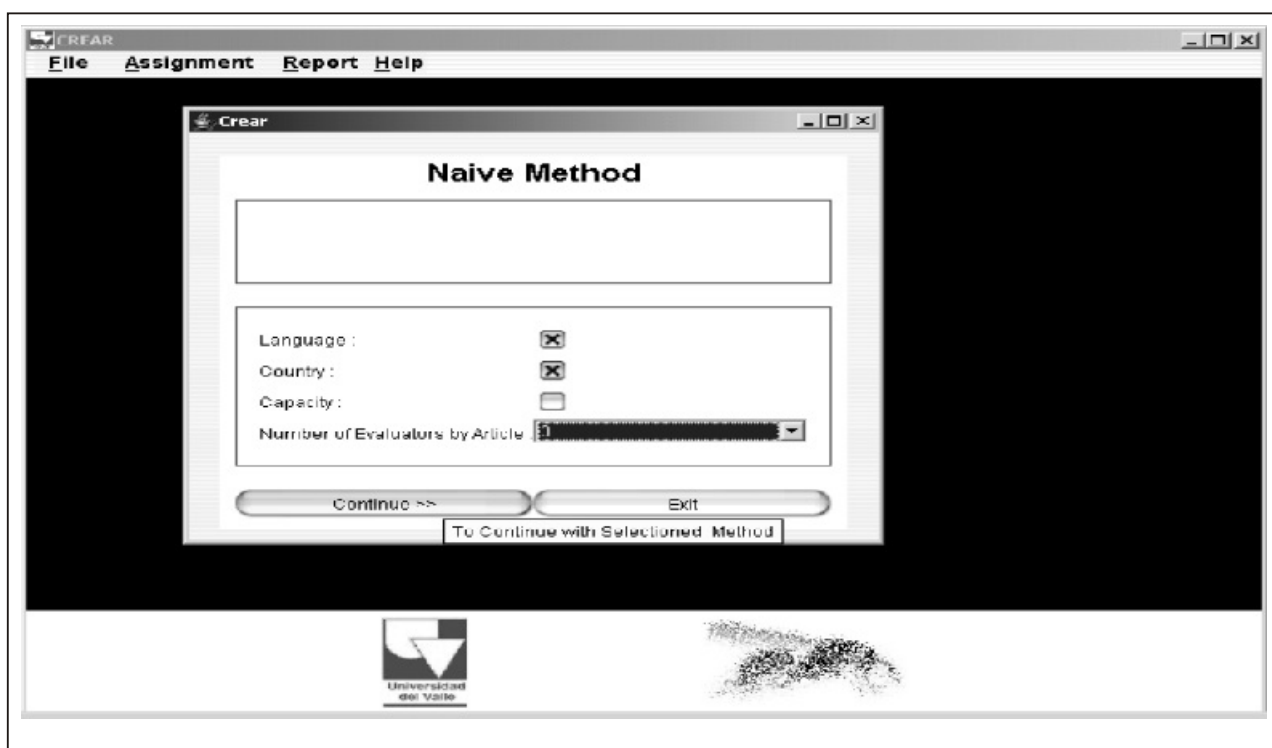 CREAR
File Assignment Report Help
Crear
Naive Method
Language :
Country :
Capacity :
Number of Evaluators by Article :
Continue >> Exit
To Continue with Selectioned Method
Universidad
del Valle